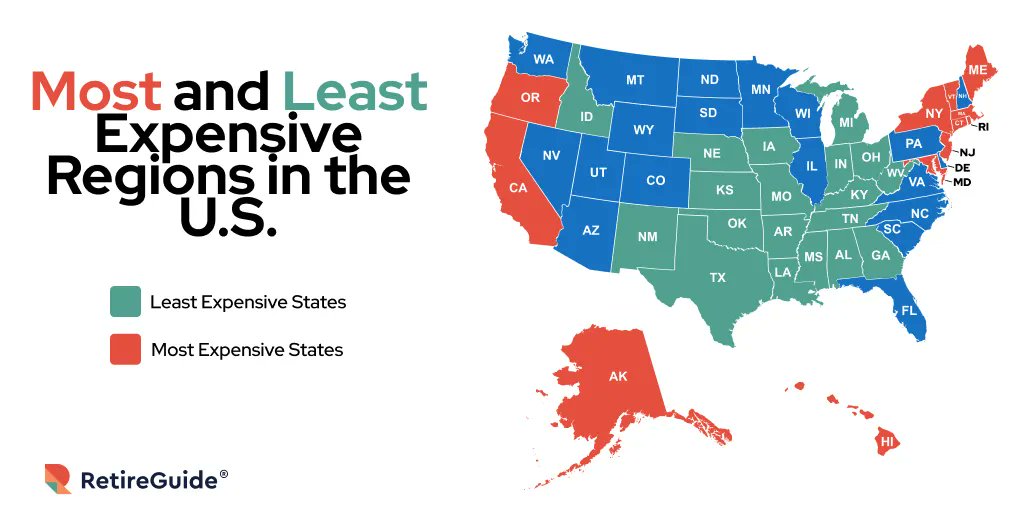 Most and Least
Expensive
Regions in the
U.S.
Least Expensive States
Most Expensive States
RetireGuide®
WA
MT
ND
MN
OR
ID
WY
SD
WI
MI
NV
UT
CO
NE
IA
IL
IN
OH
PA
NY
VT
NH
ME
MA
CT
RI
NJ
DE
MD
CA
AZ
NM
KS
OK
TX
MO
AR
LA
KY
WV
VA
TN
NC
SC
MS
AL
GA
FL
AK
HI